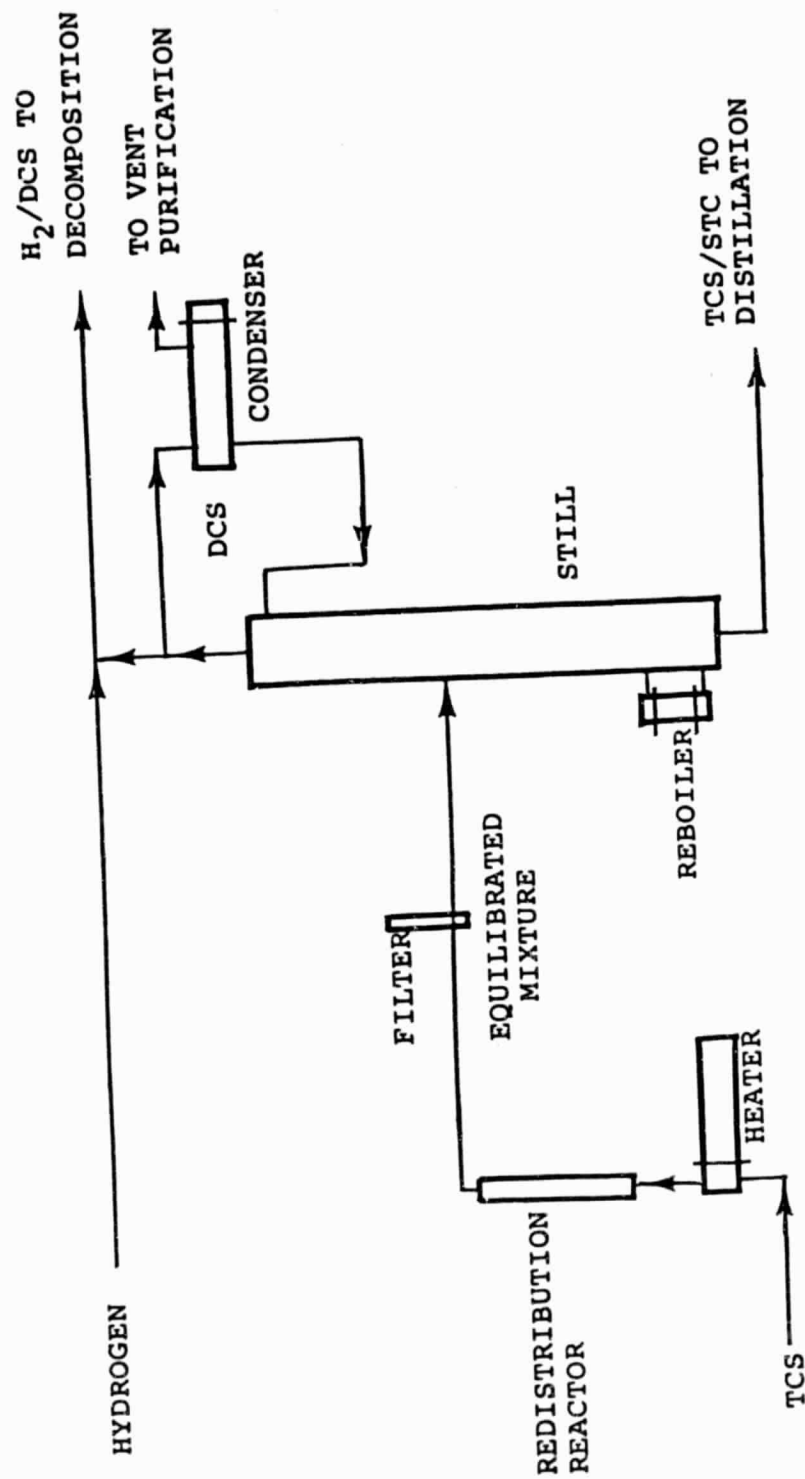 HYDROGEN
H2/DCS TO
DECOMPOSITION
TO VENT
PURIFICATION
CONDENSER
DCS
STILL
FILTER
EQUILIBRATED
MIXTURE
REDISTRIBUTION
REACTOR
REBOILER
HEATER
TCS
TCS/STC TO
DISTILLATION